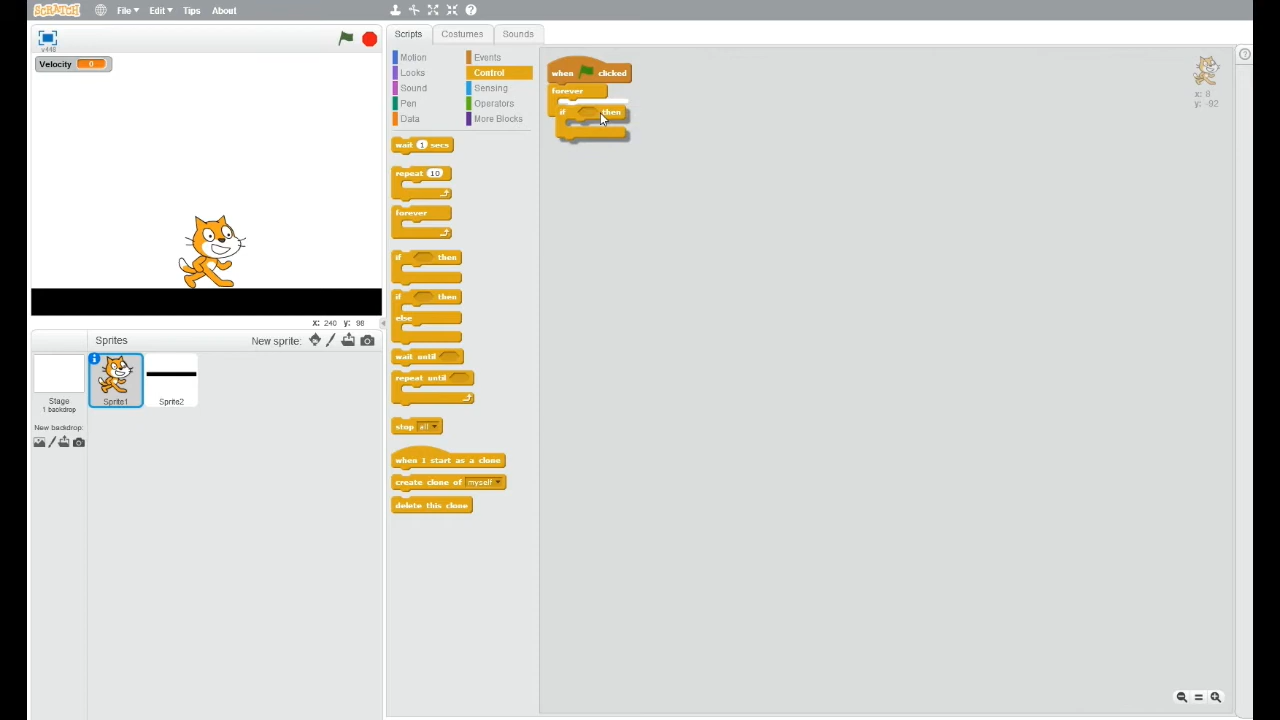 SCRATCH File Edit Tips About
v446
Velocity 0
X: 240 y: 98
Sprites New sprite:
Stage
1 backdrop
New backdrop:
Sprite1
Sprite2
Scripts Costumes Sounds
Motion Events
Looks Control
Sound Sensing
Pen Operators
Data More Blocks
wait 1 secs
repeat 10
forever
if then
if then
else
wait until
repeat until
stop all
when I start as a clone
create clone of myself
delete this clone
when clicked
forever
if then
x: 8
y: -92